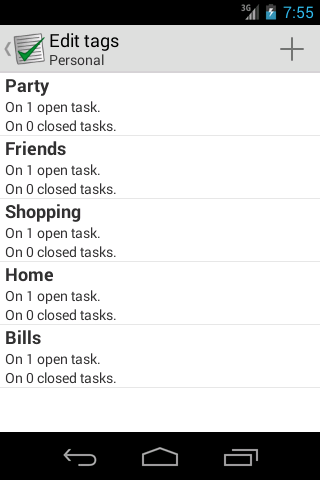 3G 7:55
Edit tags
Personal
Party
On 1 open task.
On 0 closed tasks.
Friends
On 1 open task.
On 0 closed tasks.
Shopping
On 1 open task.
On 0 closed tasks.
Home
On 1 open task.
On 0 closed tasks.
Bills
On 1 open task.
On 0 closed tasks.